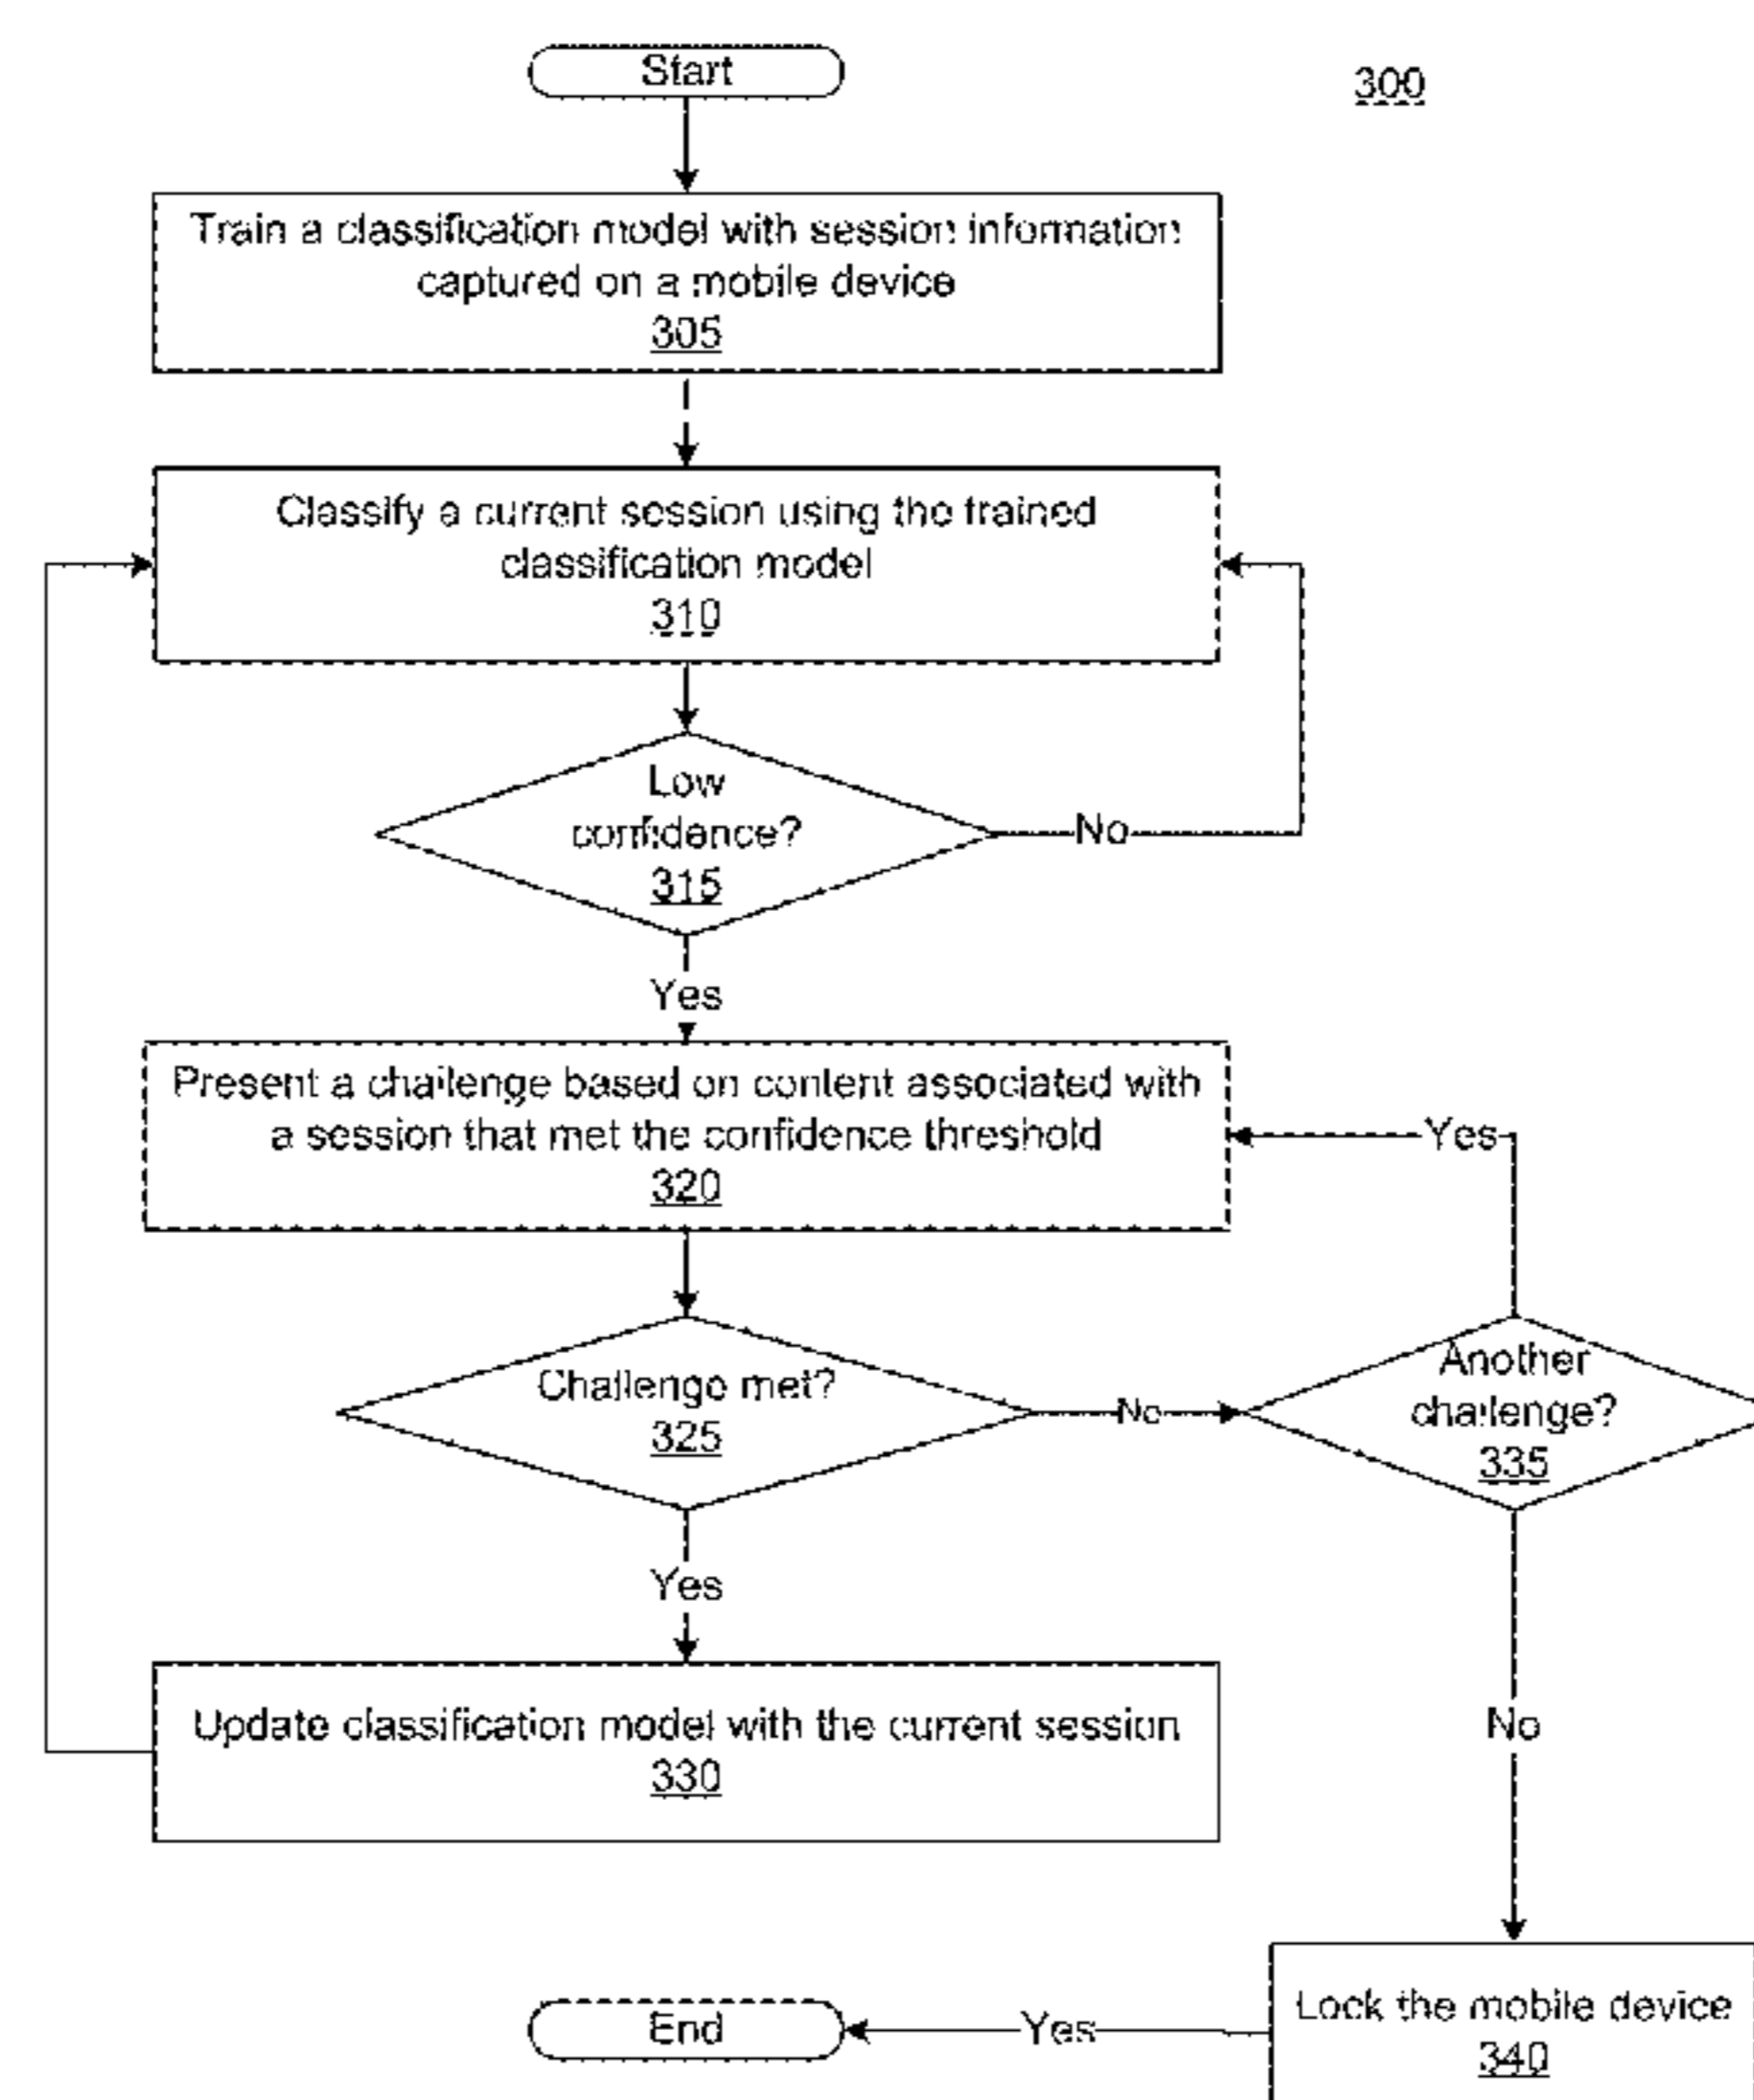 Start
300
Train a classification model with session information
captured on a mobile device
305
Classify a current session using the trained
classification model
310
Low
confidence?
315
No
Yes
Present a challenge based on content associated with
a session that met the confidence threshold
320
Yes
Challenge met?
325
No
Another
challenge?
335
Yes
No
Update classification model with the current session
330
Lock the mobile device
340
Yes
End